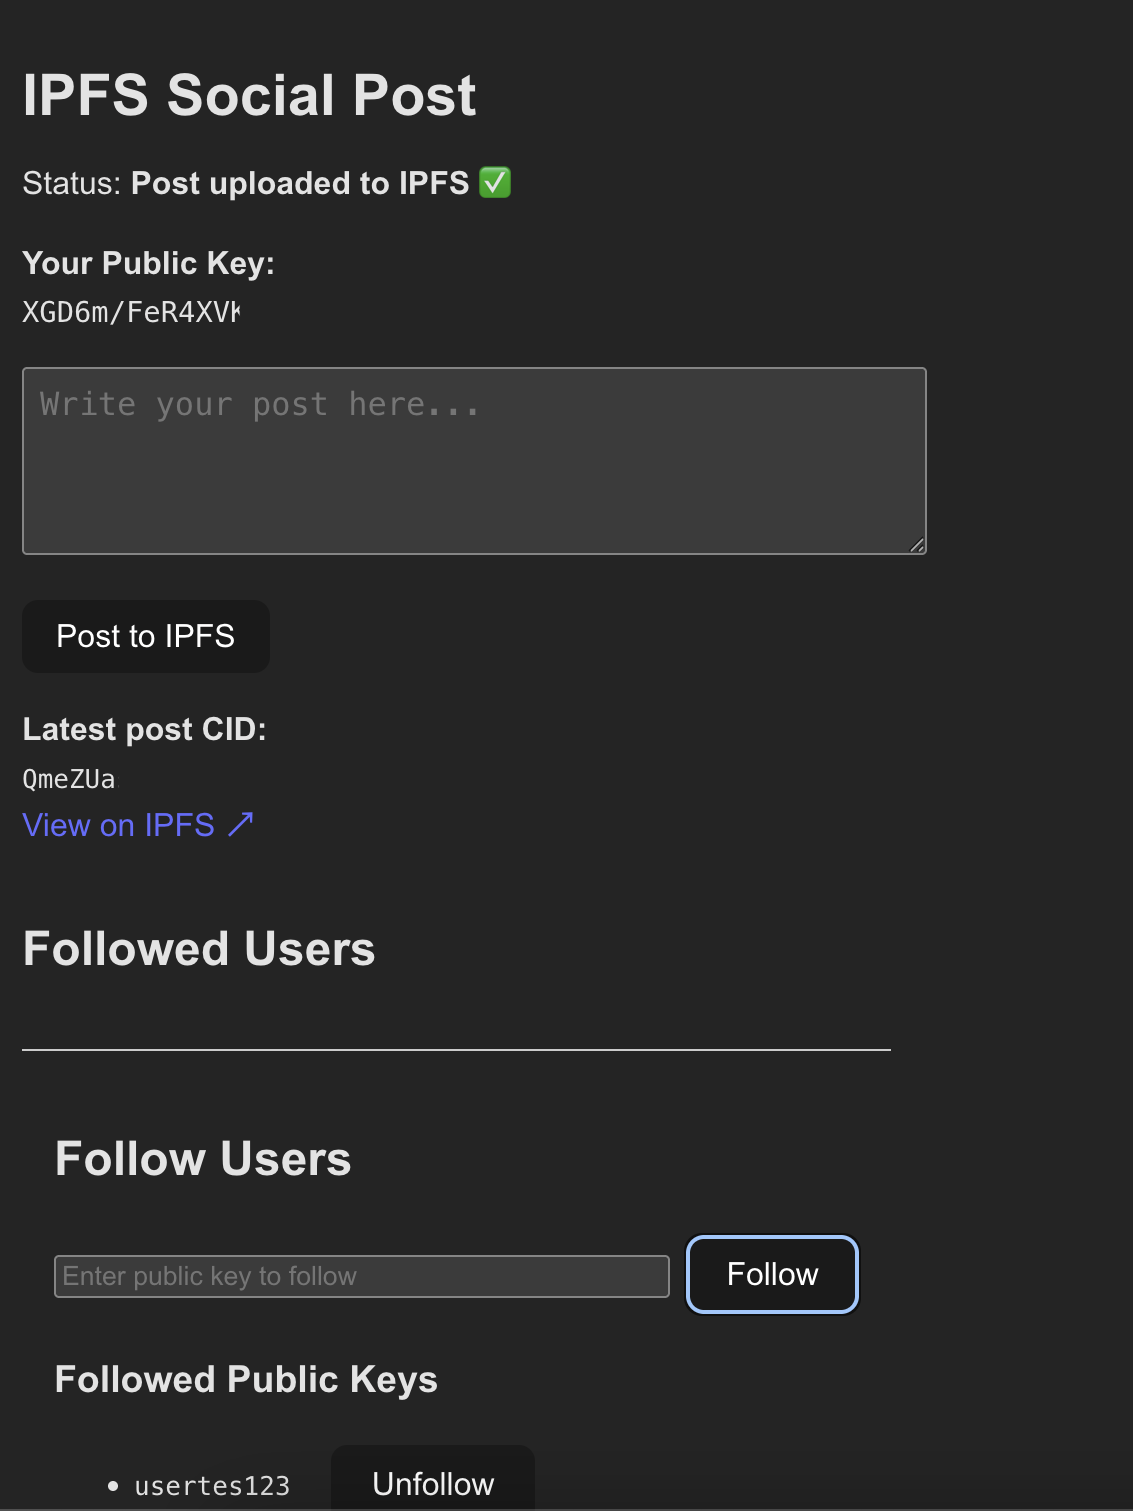 IPFS Social Post
Status: Post uploaded to IPFS ✅
Your Public Key:
XGD6m/FeR4XVK
Write your post here...
Post to IPFS
Latest post CID:
QmeZUa
View on IPFS ↗
Followed Users
Follow Users
Enter public key to follow
Follow
Followed Public Keys
• usertes123
Unfollow